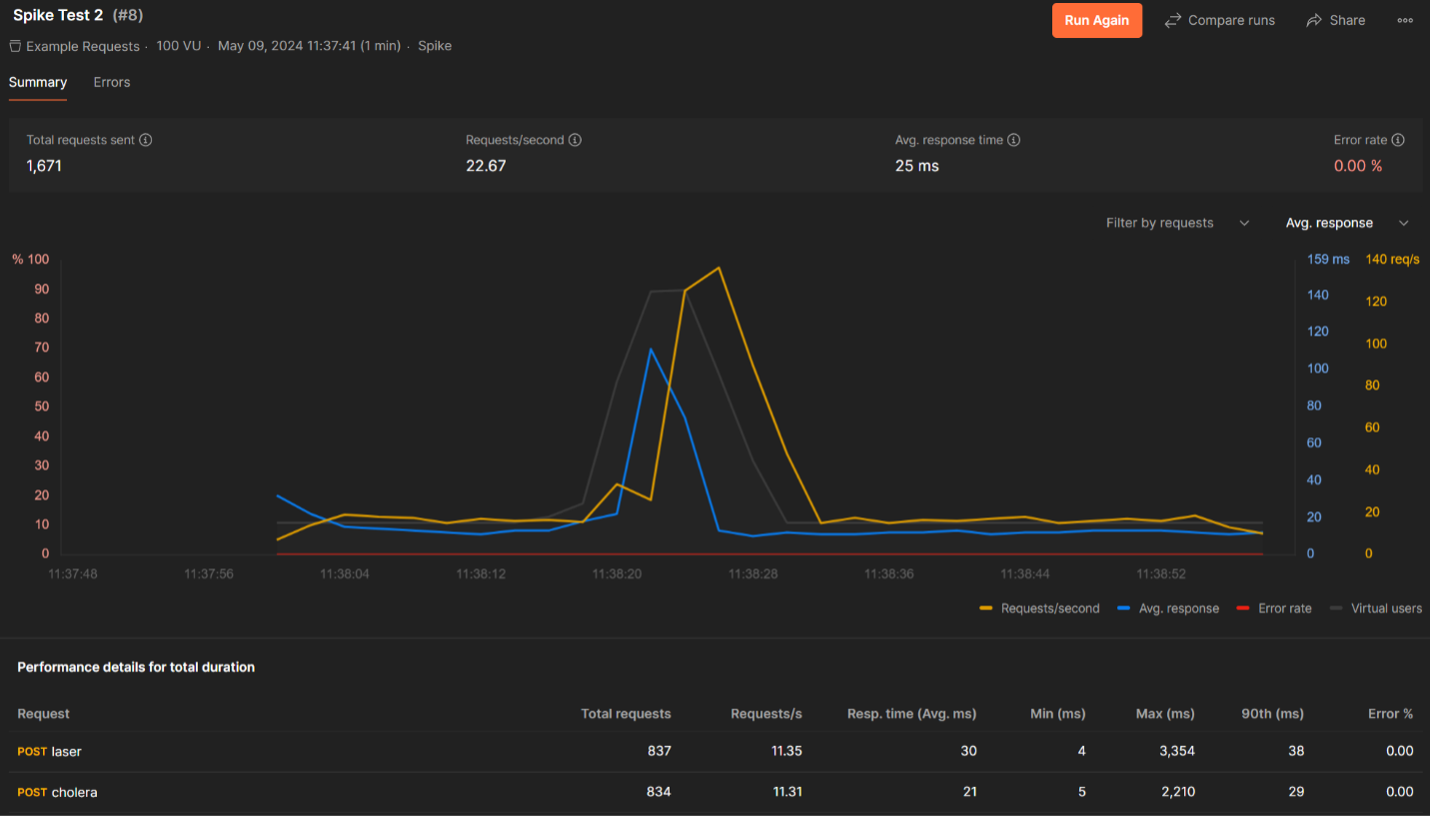 Spike Test 2 (#8)
Run Again
Compare runs
Share
Example Requests · 100 VU · May 09, 2024 11:37:41 (1 min) · Spike
Summary Errors
Total requests sent Requests/second Avg. response time Error rate
1,671 22.67 25 ms 0.00 %
Filter by requests Avg. response
% 100
90
80
70
60
50
40
30
20
10
0
159 ms
140
120
100
80
60
40
20
0
140 req/s
120
100
80
60
40
20
0
11:37:48 11:37:56 11:38:04 11:38:12 11:38:20 11:38:28 11:38:36 11:38:44 11:38:52
Requests/second Avg. response Error rate Virtual users
Performance details for total duration
Request Total requests Requests/s Resp. time (Avg. ms) Min (ms) Max (ms) 90th (ms) Error %
POST laser 837 11.35 30 4 3,354 38 0.00
POST cholera 834 11.31 21 5 2,210 29 0.00